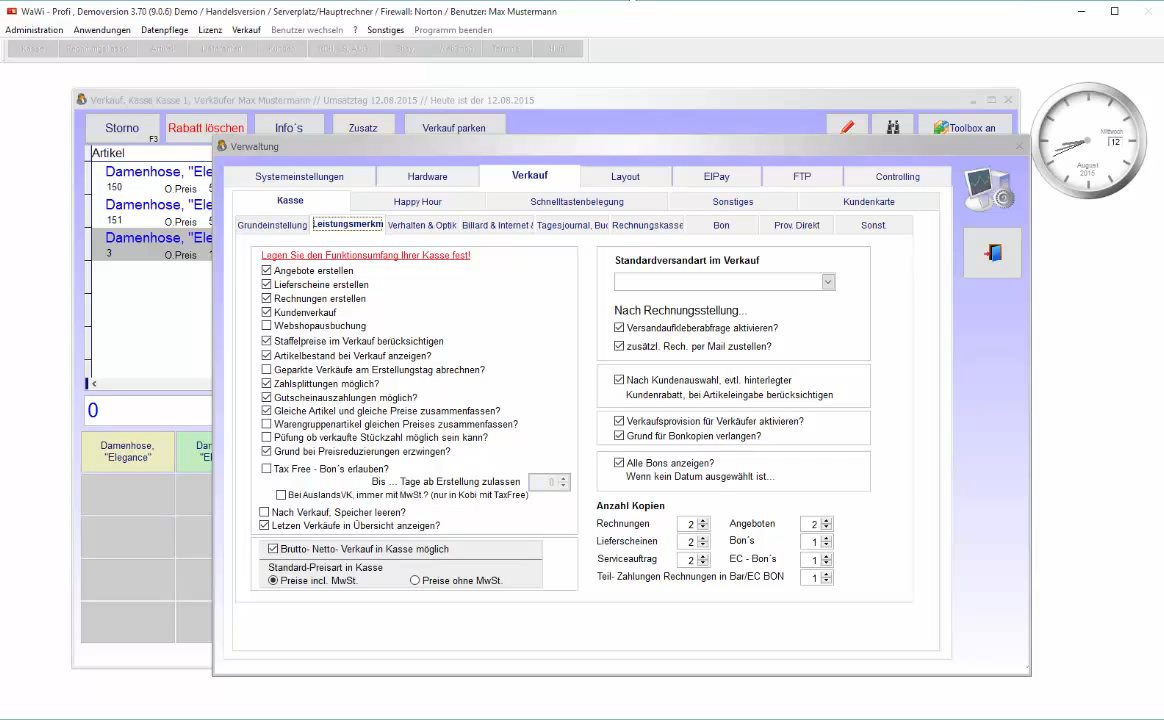 WaWi - Profi , Demoversion 3.70 (9.0.6) Demo / Handelsversion / Serverplatz/Hauptrechner / Firewall: Norton / Benutzer: Max Mustermann
Administration Anwendungen Datenpflege Lizenz Verkauf Benutzer wechseln ? Sonstiges Programm beenden
Verkauf, Kasse Kasse 1, Verkäufer Max Mustermann // Umsatztag 12.08.2015 // Heute ist der 12.08.2015
Storno F3 Rabatt löschen Info´s Zusatz Verkauf parken Toolbox an
Artikel
Damenhose, "Ele
150 O.Preis
Damenhose, "Ele
151 O.Preis
Damenhose, "Ele
3 O.Preis
0
Damenhose, "Elegance"
Mittwoch
12
August
2015
Verwaltung
Systemeinstellungen Hardware Verkauf Layout ElPay FTP Controlling
Kasse Happy Hour Schnelltastenbelegung Sonstiges Kundenkarte
Grundeinstellung Leistungsmerkm Verhalten & Optik Billard & Internet Tagesjournal, Buc Rechnungskasse Bon Prov. Direkt Sonst.
Legen Sie den Funktionsumfang Ihrer Kasse fest!
Angebote erstellen
Lieferscheine erstellen
Rechnungen erstellen
Kundenverkauf
Webshopausbuchung
Staffelpreise im Verkauf berücksichtigen
Artikelbestand bei Verkauf anzeigen?
Geparkte Verkäufe am Erstellungstag abrechnen?
Zahlsplittungen möglich?
Gutscheinauszahlungen möglich?
Gleiche Artikel und gleiche Preise zusammenfassen?
Warengruppenartikel gleichen Preises zusammenfassen?
Püfung ob verkaufte Stückzahl möglich sein kann?
Grund bei Preisreduzierungen erzwingen?
Tax Free - Bon´s erlauben?
Bis ... Tage ab Erstellung zulassen 0
Bei AuslandsVK, immer mit MwSt.? (nur in Kobi mit TaxFree)
Nach Verkauf, Speicher leeren?
Letzen Verkäufe in Übersicht anzeigen?
Brutto- Netto- Verkauf in Kasse möglich
Standard-Preisart in Kasse
Preise incl. MwSt. Preise ohne MwSt.
Standardversandart im Verkauf
Nach Rechnungsstellung...
Versandaufkleberabfrage aktivieren?
zusätzl. Rech. per Mail zustellen?
Nach Kundenauswahl, evtl. hinterlegter
Kundenrabatt, bei Artikeleingabe berücksichtigen
Verkaufsprovision für Verkäufer aktivieren?
Grund für Bonkopien verlangen?
Alle Bons anzeigen?
Wenn kein Datum ausgewählt ist...
Anzahl Kopien
Rechnungen 2 Angeboten 2
Lieferscheinen 2 Bon´s 1
Serviceauftrag 2 EC - Bon´s 1
Teil- Zahlungen Rechnungen in Bar/EC BON 1